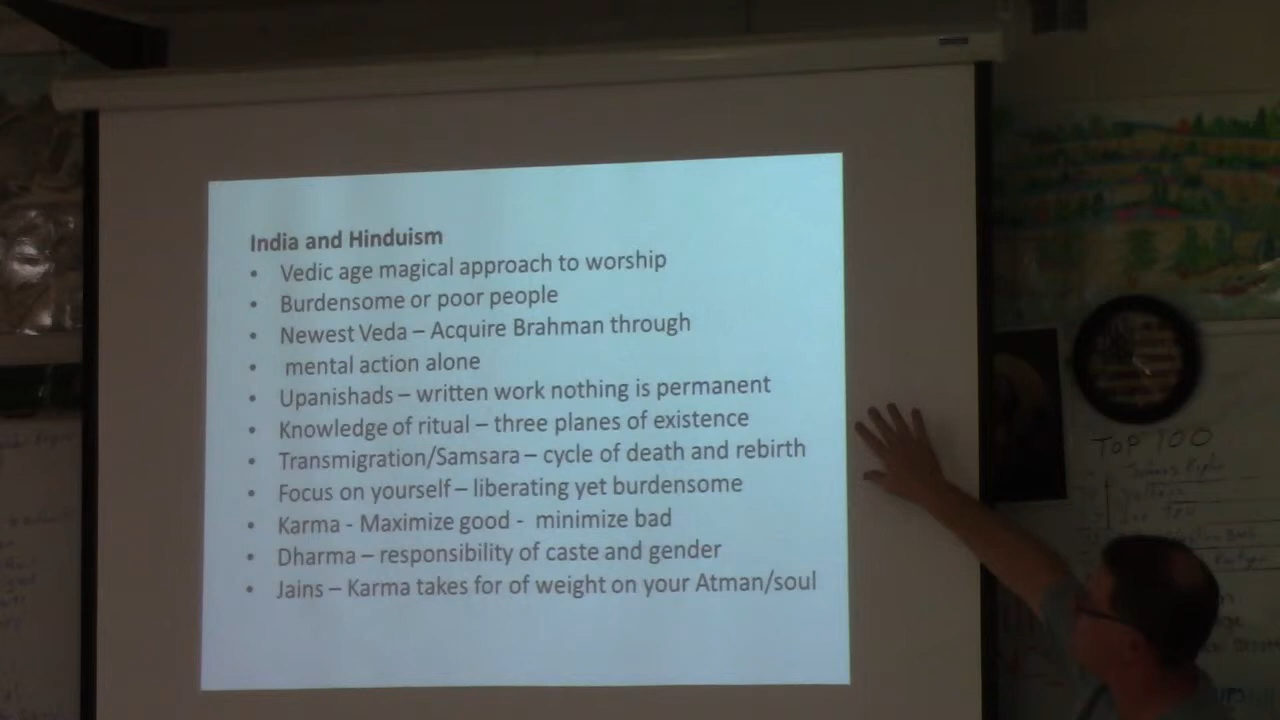 India and Hinduism
• Vedic age magical approach to worship
• Burdensome or poor people
• Newest Veda – Acquire Brahman through
• mental action alone
• Upanishads – written work nothing is permanent
• Knowledge of ritual – three planes of existence
• Transmigration/Samsara – cycle of death and rebirth
• Focus on yourself – liberating yet burdensome
• Karma - Maximize good - minimize bad
• Dharma – responsibility of caste and gender
• Jains – Karma takes for of weight on your Atman/soul
TOP 100